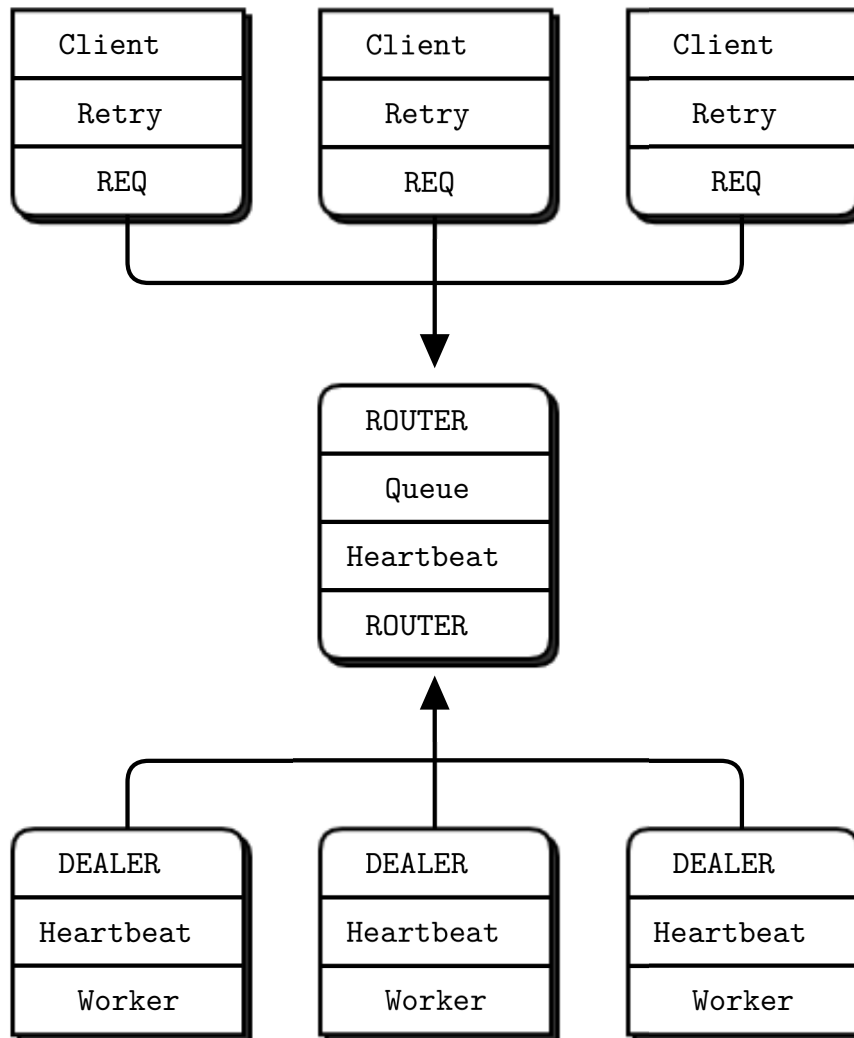 Client Client Client
Retry Retry Retry
REQ REQ REQ
ROUTER
Queue
Heartbeat
ROUTER
DEALER DEALER DEALER
Heartbeat Heartbeat Heartbeat
Worker Worker Worker